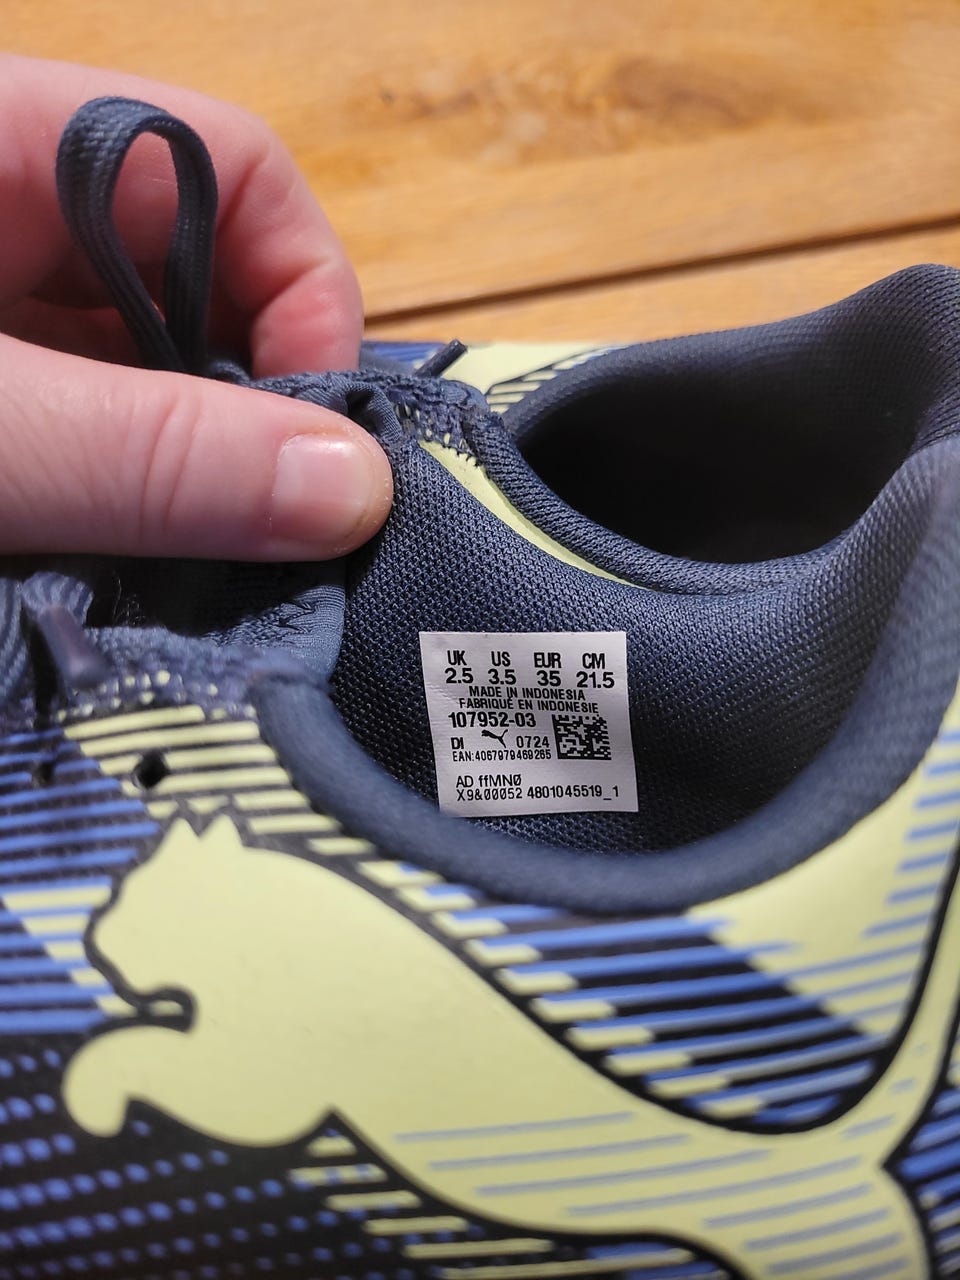 UK US EUR CM
2.5 3.5 35 21.5
MADE IN INDONESIA
FABRIQUÉ EN INDONESIE
107952-03
DI 0724
EAN:4067979469265
AD ffMNØ
X9&00052 4801045519_1